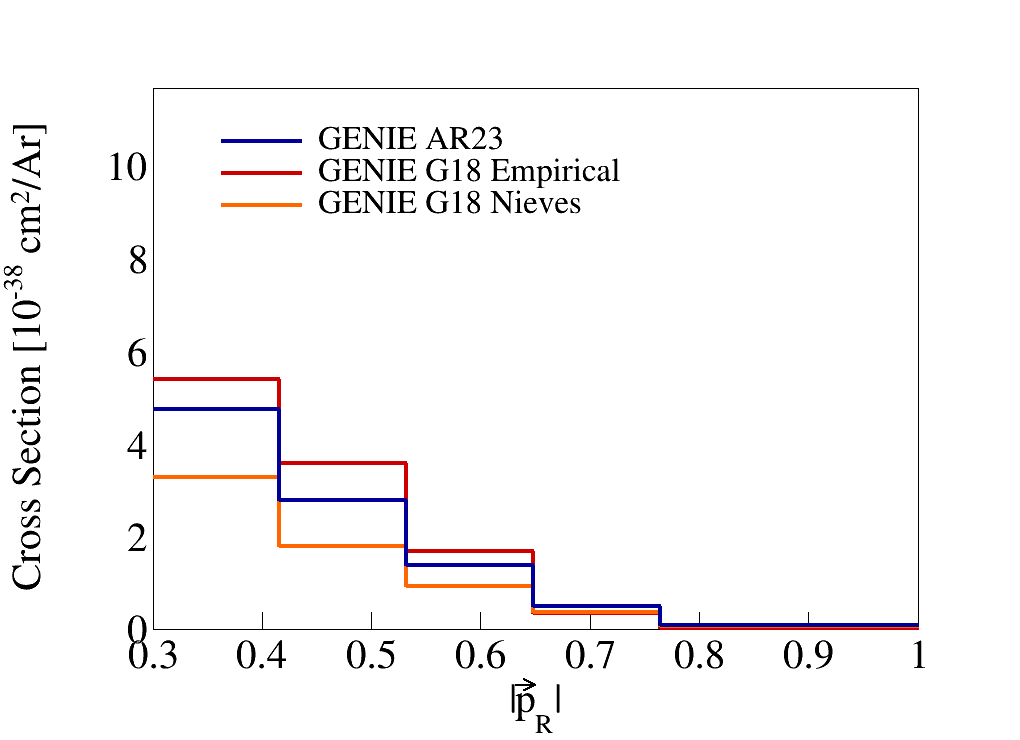 GENIE AR23
GENIE G18 Empirical
GENIE G18 Nieves
Cross Section [10⁻³⁸ cm²/Ar]
10
8
6
4
2
0
0.3 0.4 0.5 0.6 0.7 0.8 0.9 1
|p⃗_R|